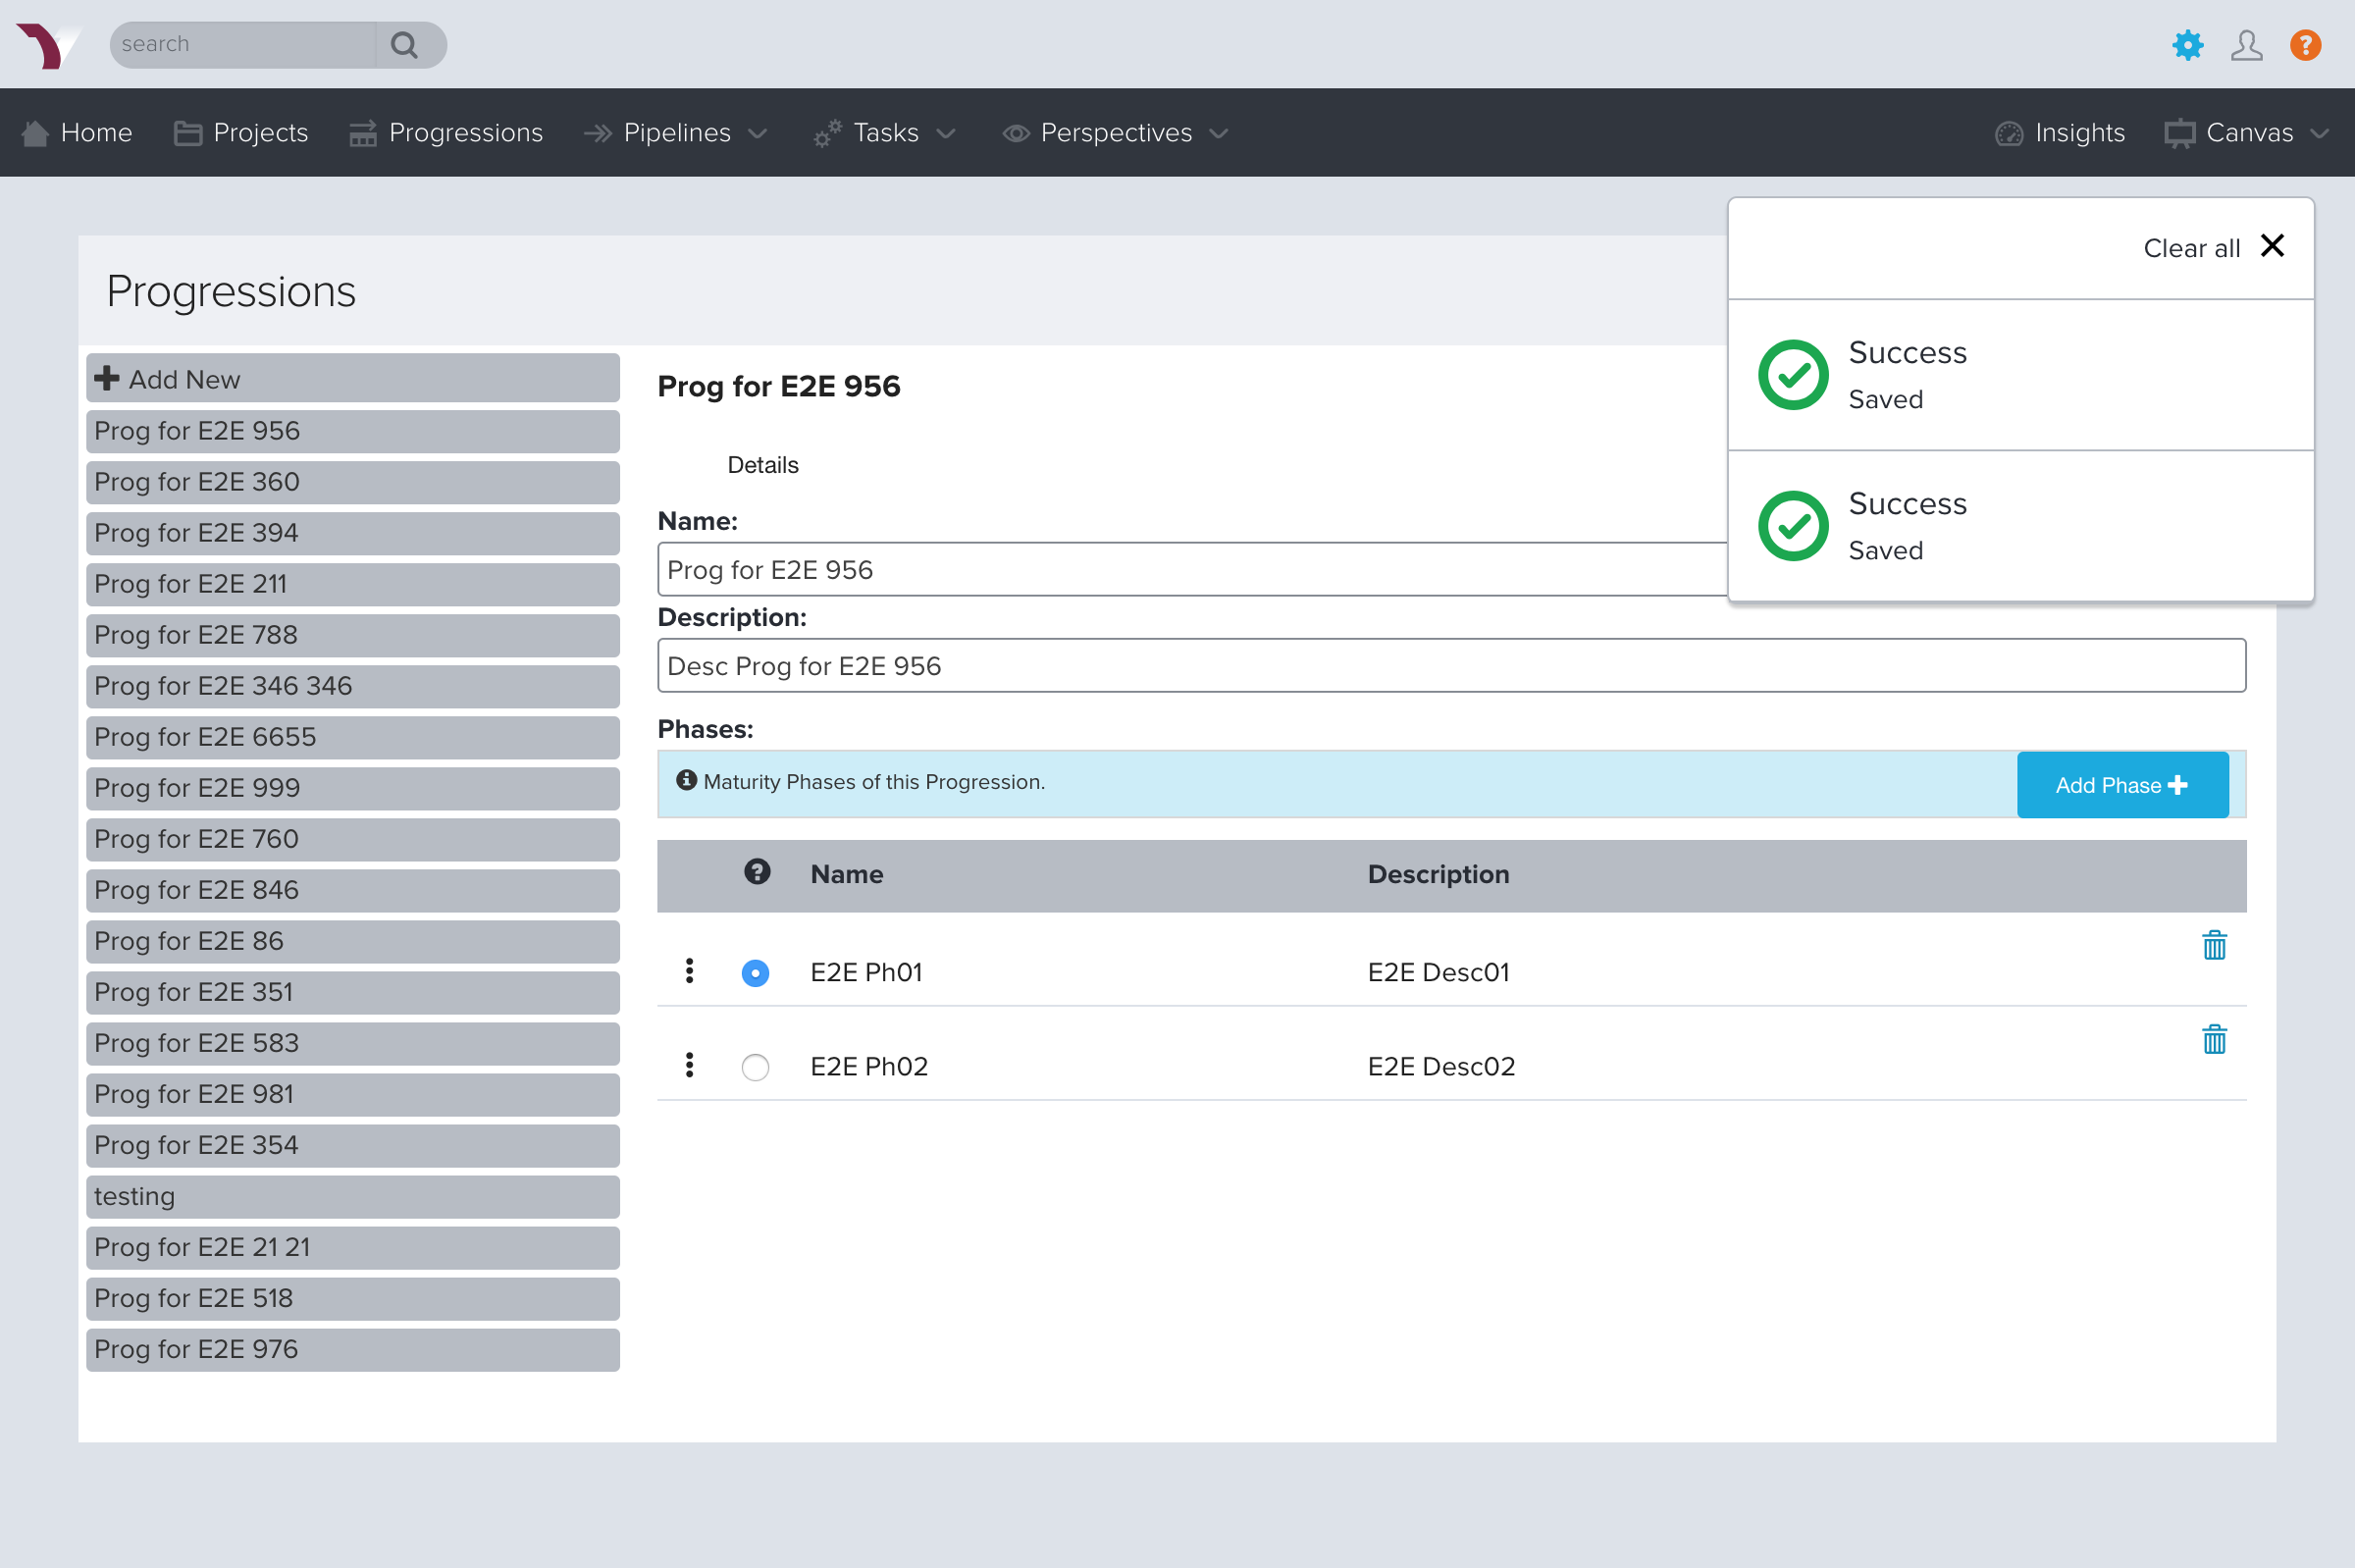 search
Home
Projects
Progressions
Pipelines
Tasks
Perspectives
Insights
Canvas
Clear all
Success
Saved
Success
Saved
Progressions
Add New
Prog for E2E 956
Prog for E2E 360
Prog for E2E 394
Prog for E2E 211
Prog for E2E 788
Prog for E2E 346 346
Prog for E2E 6655
Prog for E2E 999
Prog for E2E 760
Prog for E2E 846
Prog for E2E 86
Prog for E2E 351
Prog for E2E 583
Prog for E2E 981
Prog for E2E 354
testing
Prog for E2E 21 21
Prog for E2E 518
Prog for E2E 976
Prog for E2E 956
Details
Name:
Prog for E2E 956
Description:
Desc Prog for E2E 956
Phases:
Maturity Phases of this Progression.
Add Phase
Name Description
E2E Ph01 E2E Desc01
E2E Ph02 E2E Desc02